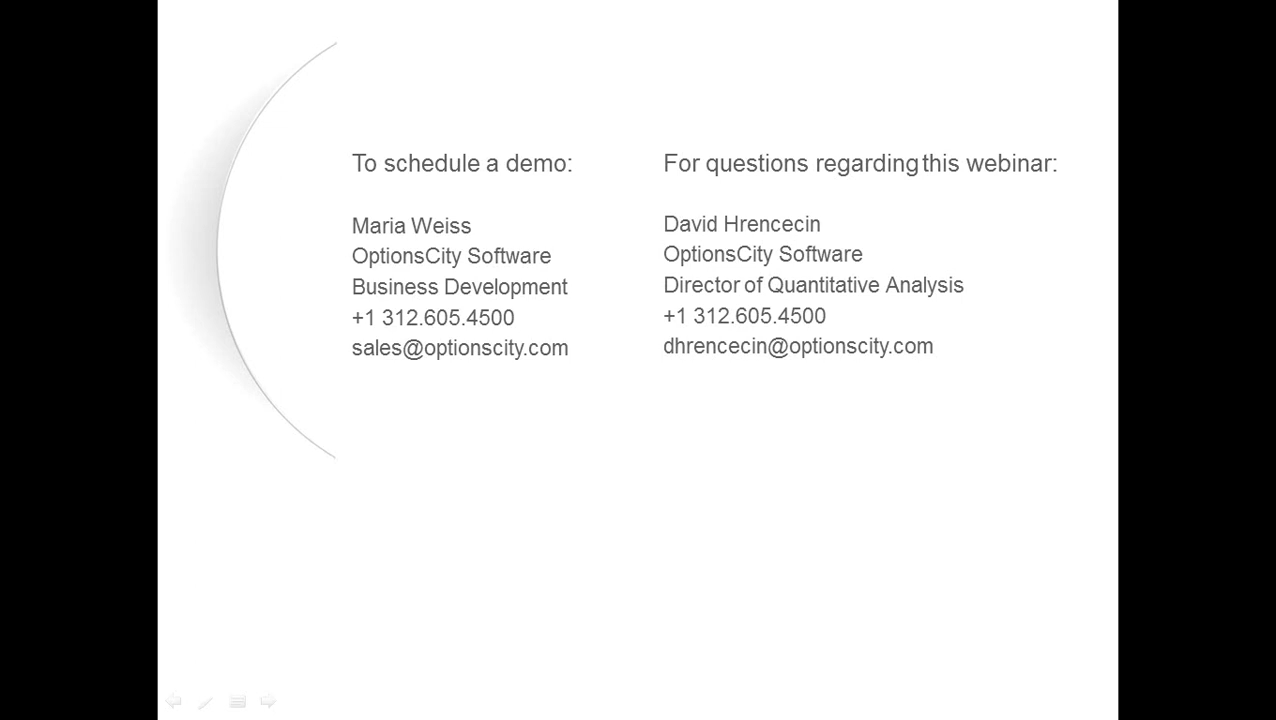 To schedule a demo:
Maria Weiss
OptionsCity Software
Business Development
+1 312.605.4500
sales@optionscity.com
For questions regarding this webinar:
David Hrencecin
OptionsCity Software
Director of Quantitative Analysis
+1 312.605.4500
dhrencecin@optionscity.com